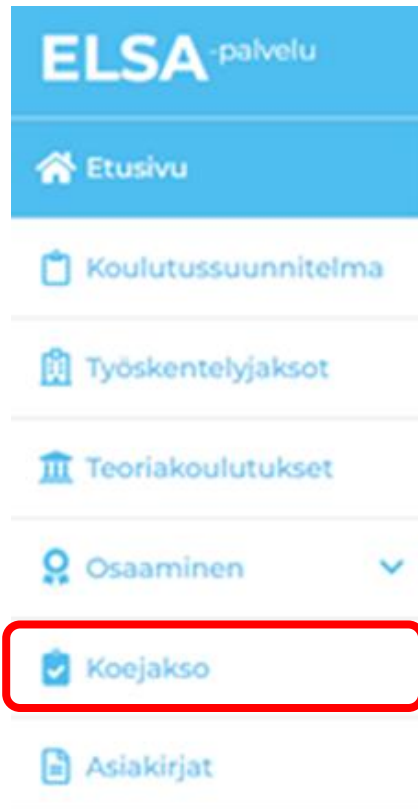 ELSA-palvelu
Etusivu
Koulutussuunnitelma
Työskentelyjaksot
Teoriakoulutukset
Osaaminen
Koejakso
Asiakirjat